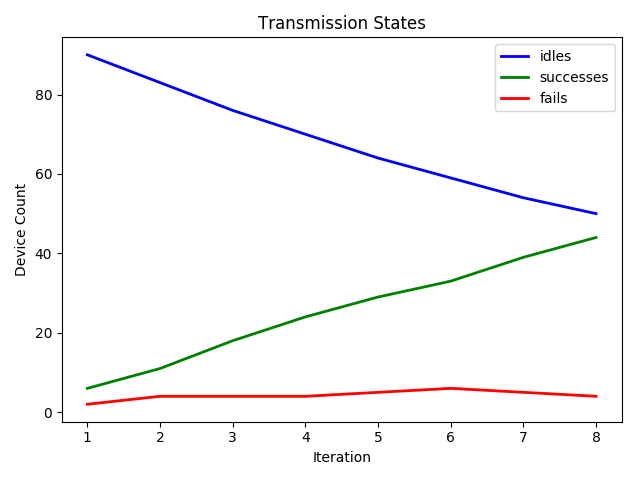 Transmission States
idles
successes
fails
Device Count
80
60
40
20
0
1 2 3 4 5 6 7 8
Iteration